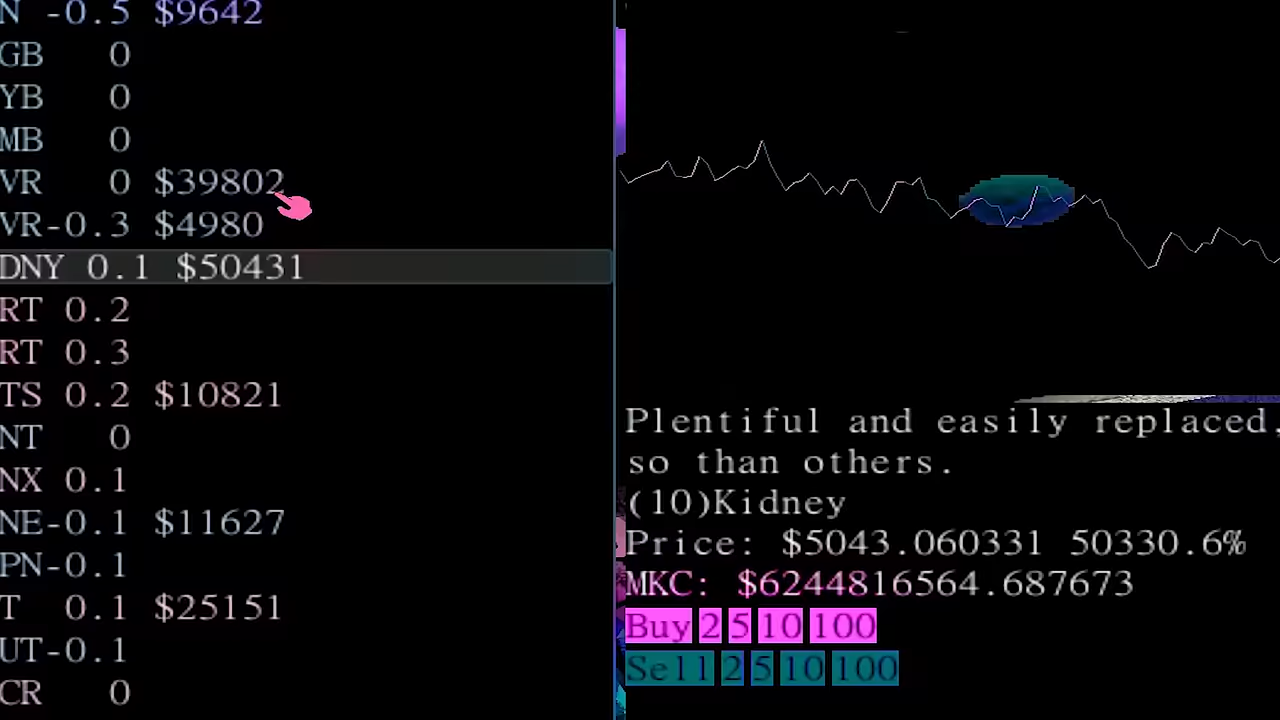 N -0.5 $9642
GB 0
YB 0
MB 0
VR 0 $39802
VR-0.3 $4980
DNY 0.1 $50431
RT 0.2
RT 0.3
TS 0.2 $10821
NT 0
NX 0.1
NE-0.1 $11627
PN-0.1
T 0.1 $25151
UT-0.1
CR 0
Plentiful and easily replaced,
so than others.
(10)Kidney
Price: $5043.060331 50330.6%
MKC: $6244816564.687673
Buy 2 5 10 100
Sell 2 5 10 100